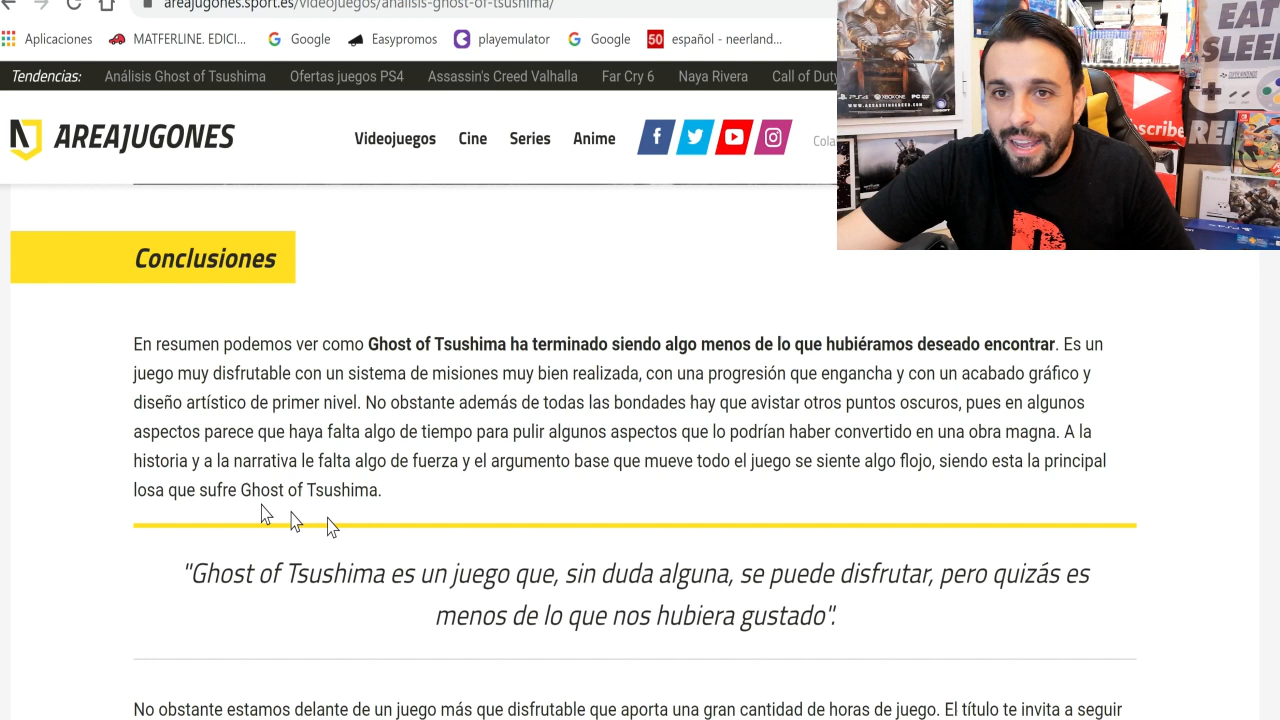 areajugones.sport.es/videojuegos/analisis-ghost-of-tsushima/
Aplicaciones MATFERLINE. EDICI... Google Easypromos playemulator Google 50 español - neerland...
Tendencias: Análisis Ghost of Tsushima Ofertas juegos PS4 Assassin's Creed Valhalla Far Cry 6 Naya Rivera Call of Duty
AREAJUGONES Videojuegos Cine Series Anime Cola
PS4 XBOX ONE PC DVD
EAT
SLEE
RE
Conclusiones
En resumen podemos ver como Ghost of Tsushima ha terminado siendo algo menos de lo que hubiéramos deseado encontrar. Es un
juego muy disfrutable con un sistema de misiones muy bien realizada, con una progresión que engancha y con un acabado gráfico y
diseño artístico de primer nivel. No obstante además de todas las bondades hay que avistar otros puntos oscuros, pues en algunos
aspectos parece que haya falta algo de tiempo para pulir algunos aspectos que lo podrían haber convertido en una obra magna. A la
historia y a la narrativa le falta algo de fuerza y el argumento base que mueve todo el juego se siente algo flojo, siendo esta la principal
losa que sufre Ghost of Tsushima.
"Ghost of Tsushima es un juego que, sin duda alguna, se puede disfrutar, pero quizás es
menos de lo que nos hubiera gustado".
No obstante estamos delante de un juego más que disfrutable que aporta una gran cantidad de horas de juego. El título te invita a seguir